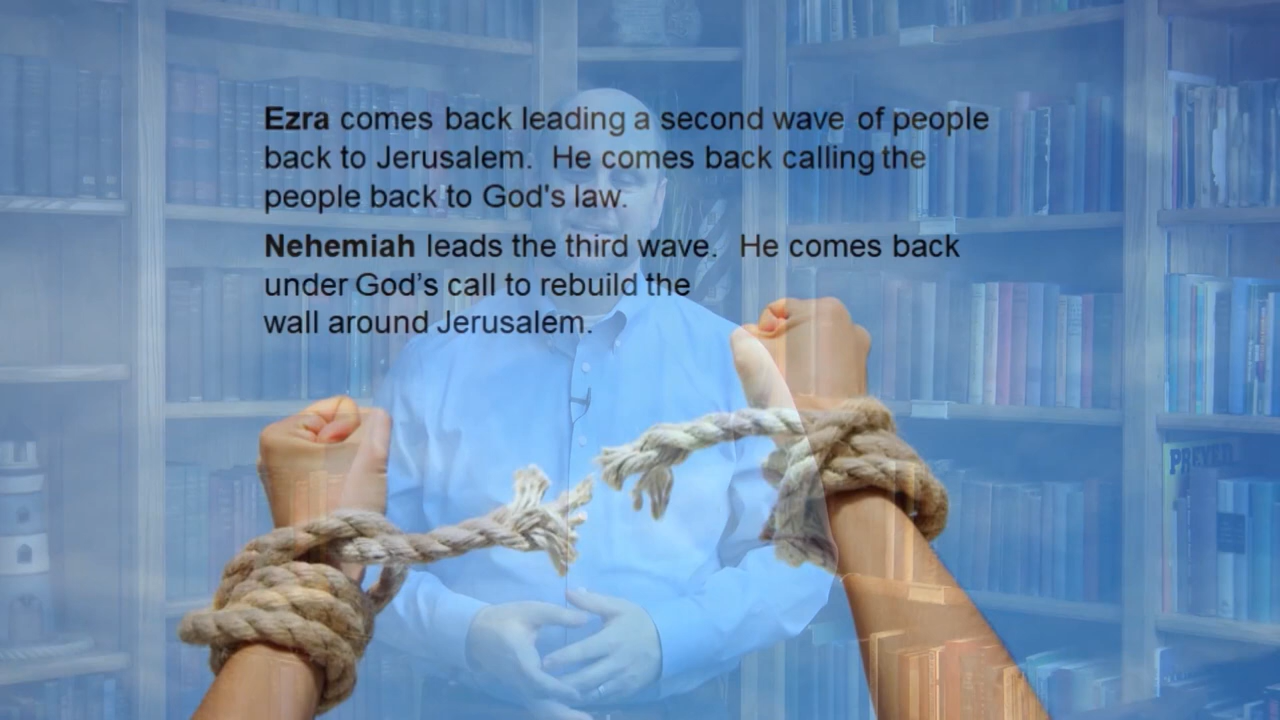 Ezra comes back leading a second wave of people
back to Jerusalem. He comes back calling the
people back to God's law.
Nehemiah leads the third wave. He comes back
under God’s call to rebuild the
wall around Jerusalem.
PREYER